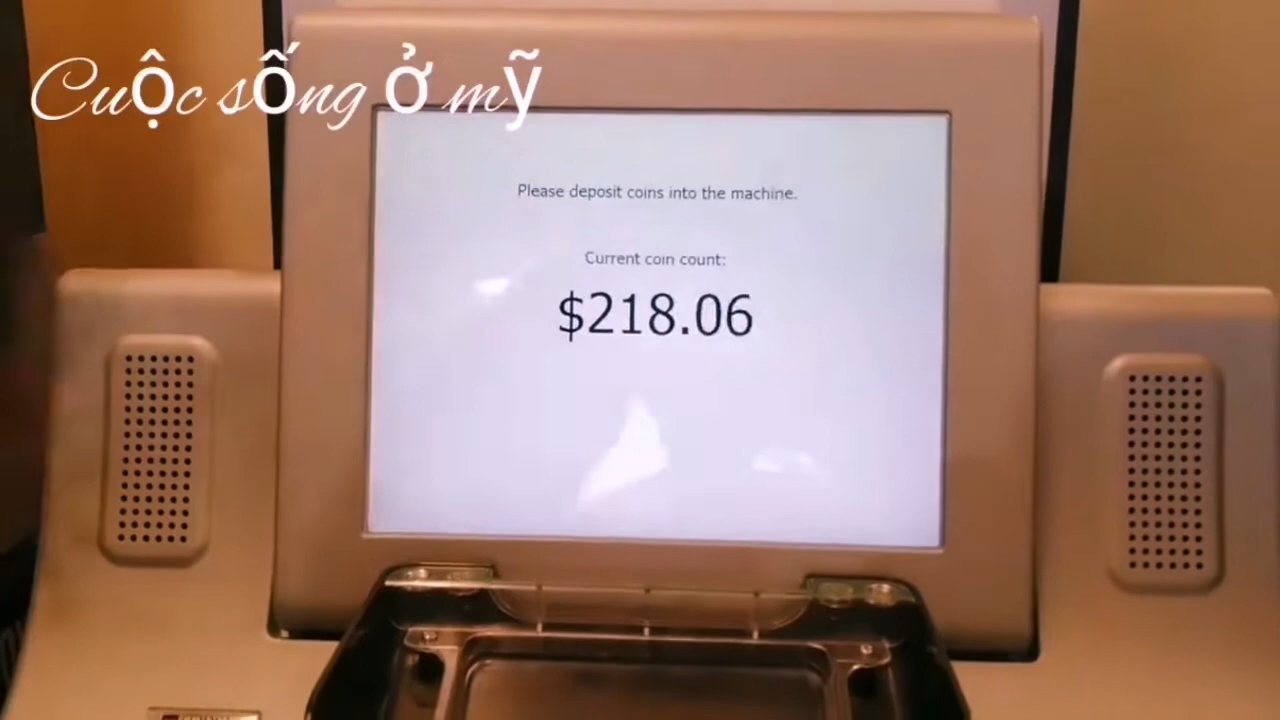 Cuộc sống ở mỹ
Please deposit coins into the machine.
Current coin count:
$218.06